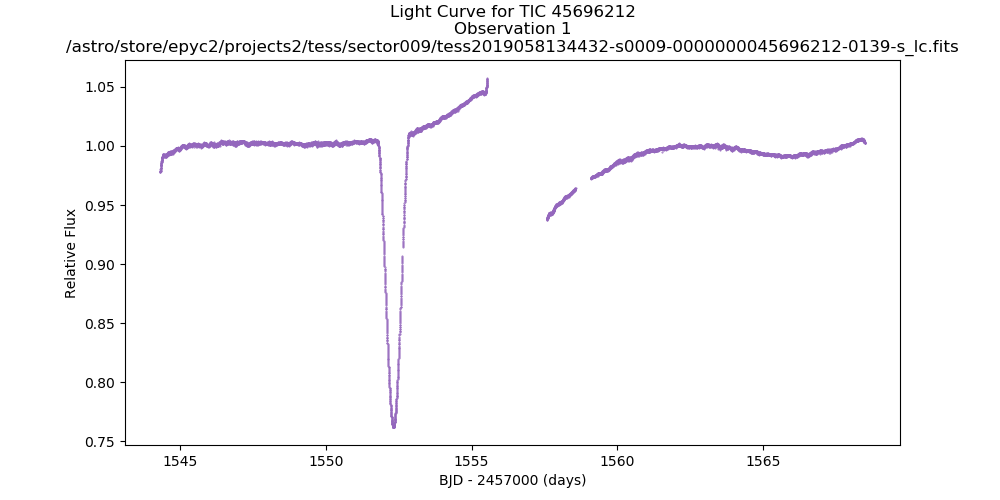 Light Curve for TIC 45696212
Observation 1
/astro/store/epyc2/projects2/tess/sector009/tess2019058134432-s0009-0000000045696212-0139-s_lc.fits
1.05
1.00
0.95
0.90
0.85
0.80
0.75
Relative Flux
1545 1550 1555 1560 1565
BJD - 2457000 (days)